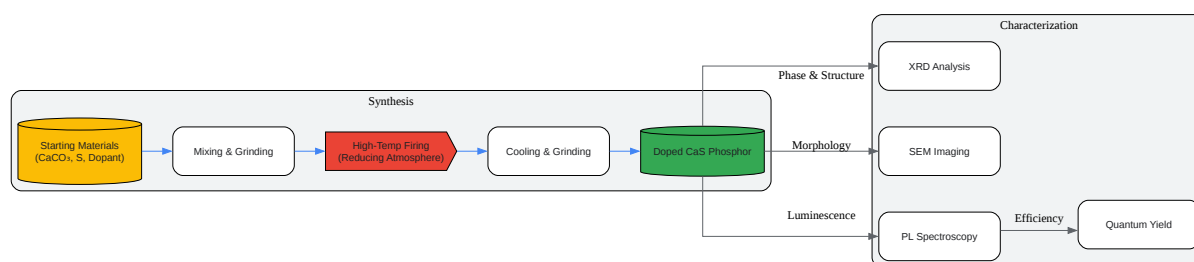 Characterization
XRD Analysis
Phase & Structure
Synthesis
Starting Materials
(CaCO₃, S, Dopant)
Mixing & Grinding
High-Temp Firing
(Reducing Atmosphere)
Cooling & Grinding
Doped CaS Phosphor
Morphology
SEM Imaging
Luminescence
PL Spectroscopy
Efficiency
Quantum Yield